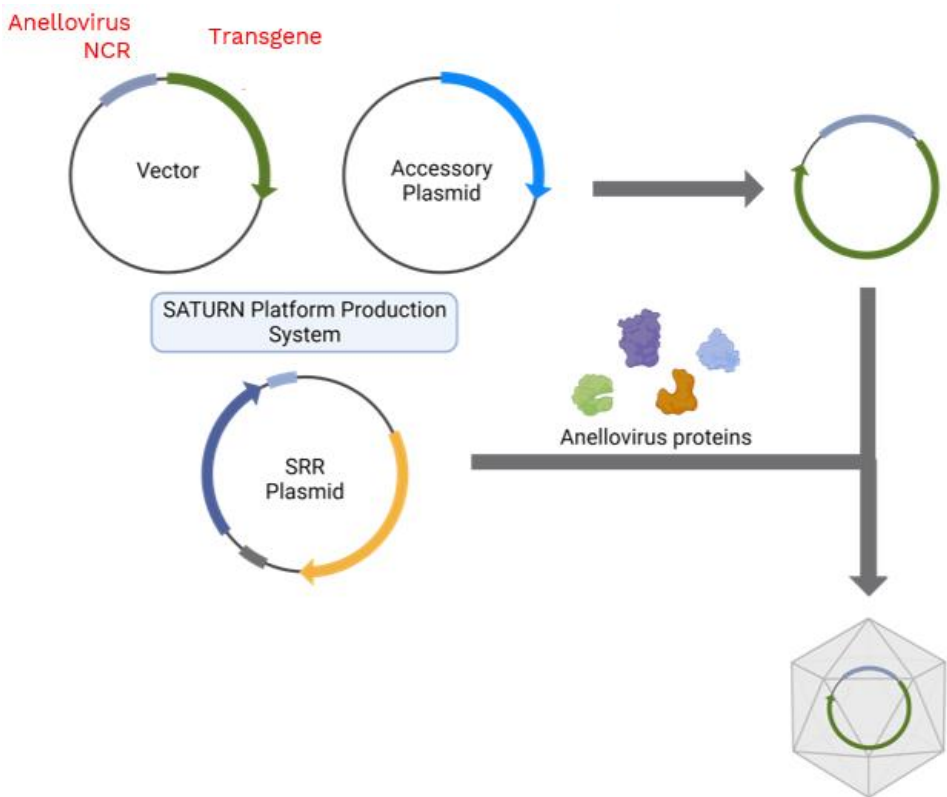 Anellovirus
NCR
Transgene
Vector
Accessory
Plasmid
SATURN Platform Production
System
SRR
Plasmid
Anellovirus proteins